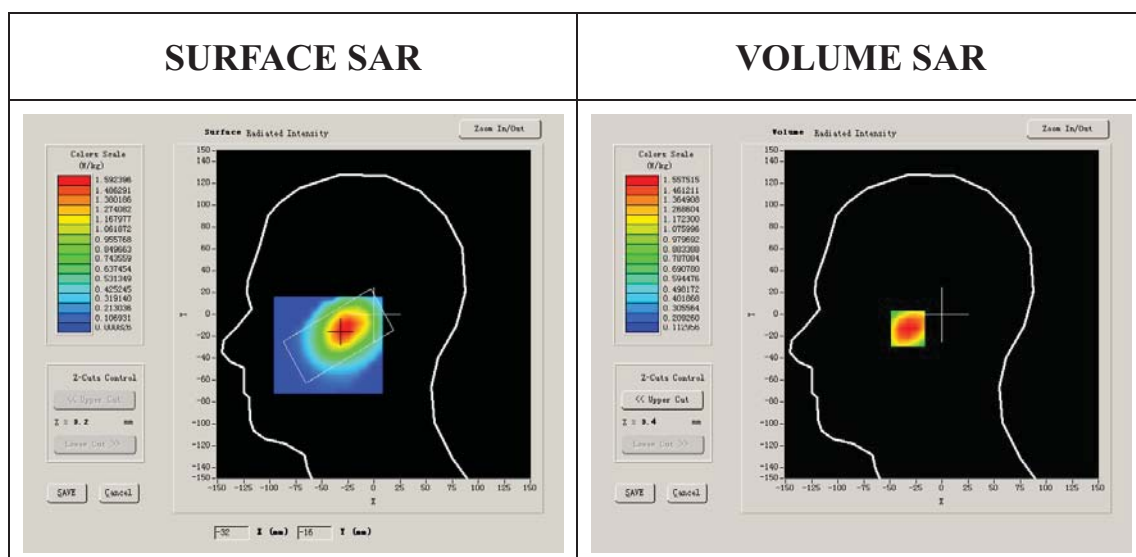 SURFACE SAR
VOLUME SAR
Surface Radiated Intensity
Zoom In/Out
Colors Scale
(W/kg)
1.592396
1.486291
1.380186
1.274082
1.167977
1.061872
0.955768
0.849663
0.743559
0.637454
0.531349
0.425245
0.319140
0.213036
0.106931
0.000826
150
140
120
100
80
60
40
20
0
-20
-40
-60
-80
-100
-120
-140
-150
Y
-150 -125 -100 -75 -50 -25 0 25 50 75 100 125 150
X
Z-Cuts Control
<< Upper Cut
mm
Lower Cut >>
SAVE
Cancel
-32 X (mm) -16 Y (mm)
Volume Radiated Intensity
Zoom In/Out
Colors Scale
(W/kg)
1.557515
1.461211
1.364908
1.268604
1.172300
1.075996
0.979692
0.883388
0.787084
0.690780
0.594476
0.498172
0.401868
0.305564
0.209260
0.112956
150
140
120
100
80
60
40
20
0
-20
-40
-60
-80
-100
-120
-140
-150
Y
-150 -125 -100 -75 -50 -25 0 25 50 75 100 125 150
X
Z-Cuts Control
<< Upper Cut
mm
Lower Cut >>
SAVE
Cancel